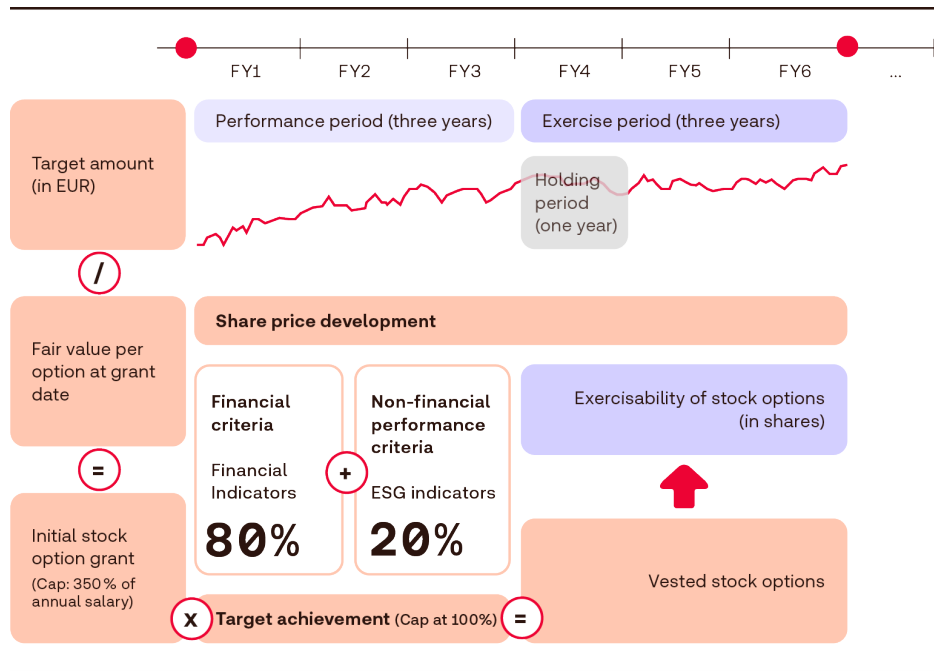 FY1 FY2 FY3 FY4 FY5 FY6 ...
Target amount
(in EUR)
/
Fair value per
option at grant
date
=
Initial stock
option grant
(Cap: 350 % of
annual salary)
Performance period (three years)
Exercise period (three years)
Holding
period
(one year)
Share price development
Financial
criteria
Financial
Indicators
80%
+
Non-financial
performance
criteria
ESG indicators
20%
x
Target achievement (Cap at 100%)
=
Exercisability of stock options
(in shares)
Vested stock options